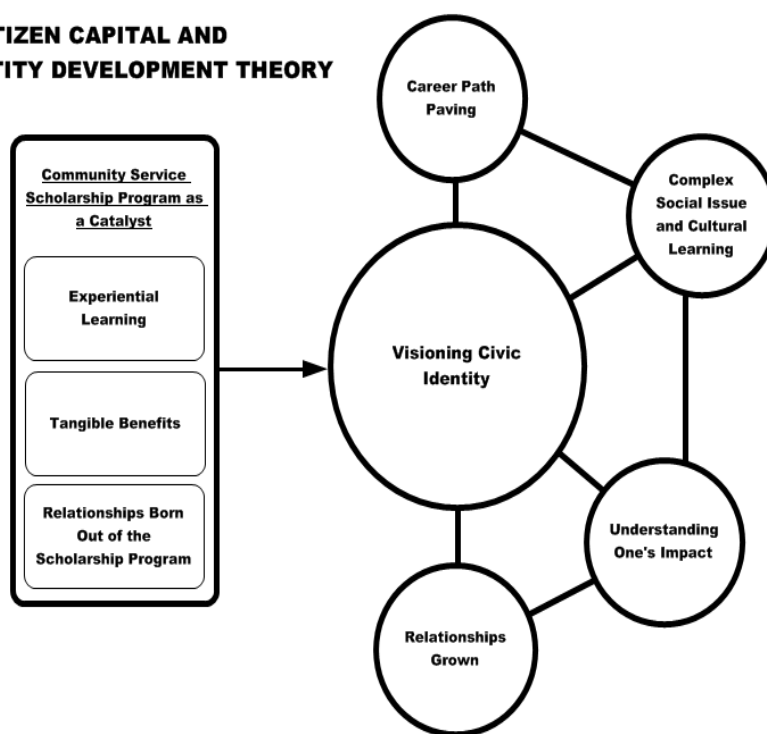 TIZEN CAPITAL AND
TITY DEVELOPMENT THEORY
Community Service
Scholarship Program as
a Catalyst
Experiential
Learning
Tangible Benefits
Relationships Born
Out of the
Scholarship Program
Visioning Civic
Identity
Career Path
Paving
Complex
Social Issue
and Cultural
Learning
Understanding
One's Impact
Relationships
Grown